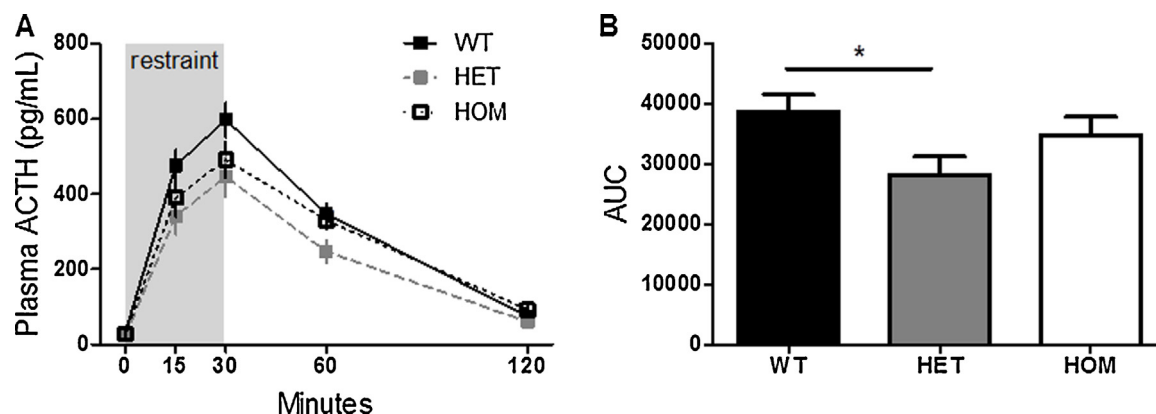 A
Plasma ACTH (pg/mL)
800
600
400
200
0
restraint
WT
HET
HOM
0 15 30 60 120
Minutes
B
AUC
50000
40000
30000
20000
10000
0
*
WT HET HOM